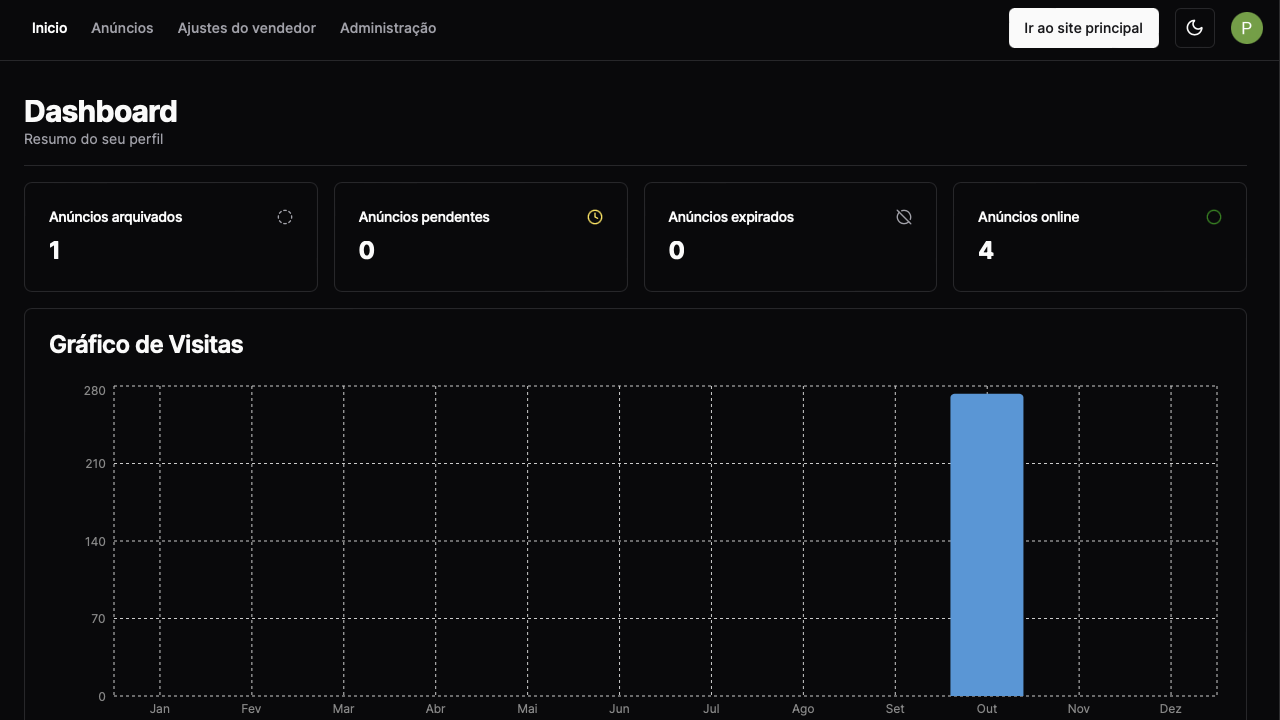 Inicio Anúncios Ajustes do vendedor Administração Ir ao site principal P
Dashboard
Resumo do seu perfil
Anúncios arquivados
1
Anúncios pendentes
0
Anúncios expirados
0
Anúncios online
4
Gráfico de Visitas
280
210
140
70
0
Jan Fev Mar Abr Mai Jun Jul Ago Set Out Nov Dez